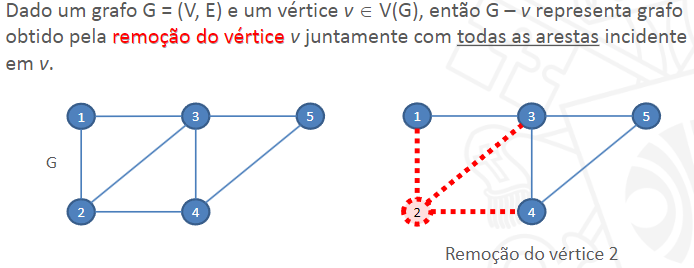 Dado um grafo G = (V, E) e um vértice v ∈ V(G), então G – v representa grafo
obtido pela remoção do vértice v juntamente com todas as arestas incidente
em v.
1 3 5
G
2 4
1 3 5
2 4
Remoção do vértice 2